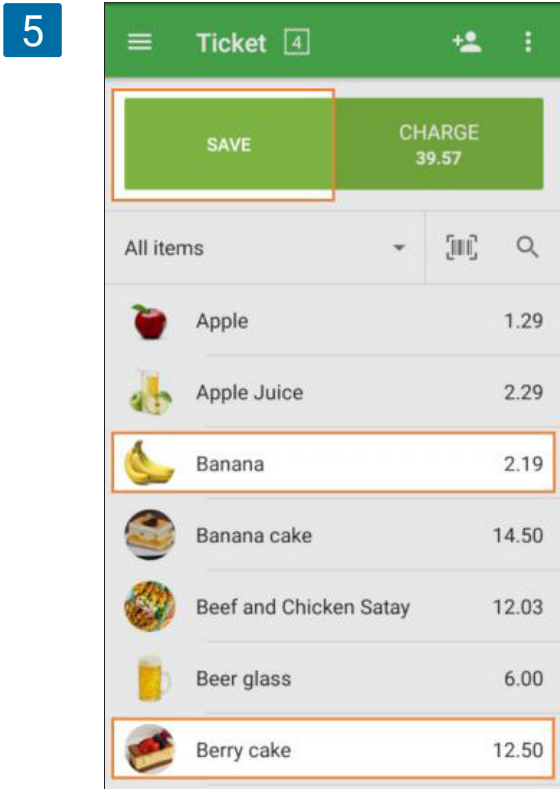 5
Ticket 4
SAVE
CHARGE
39.57
All items
Apple 1.29
Apple Juice 2.29
Banana 2.19
Banana cake 14.50
Beef and Chicken Satay 12.03
Beer glass 6.00
Berry cake 12.50